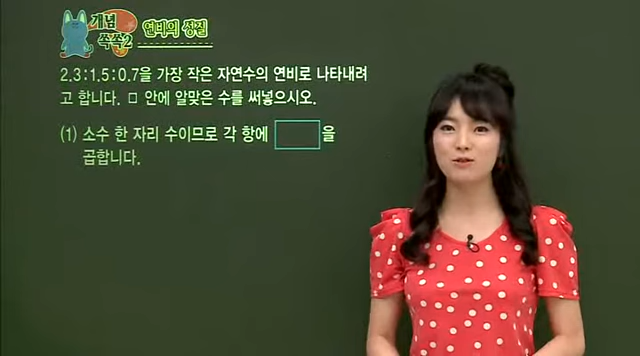 개념
쏙쏙2 연비의 성질
2.3:1.5:0.7을 가장 작은 자연수의 연비로 나타내려
고 합니다. □ 안에 알맞은 수를 써넣으시오.
(1) 소수 한 자리 수이므로 각 항에 □을
곱합니다.